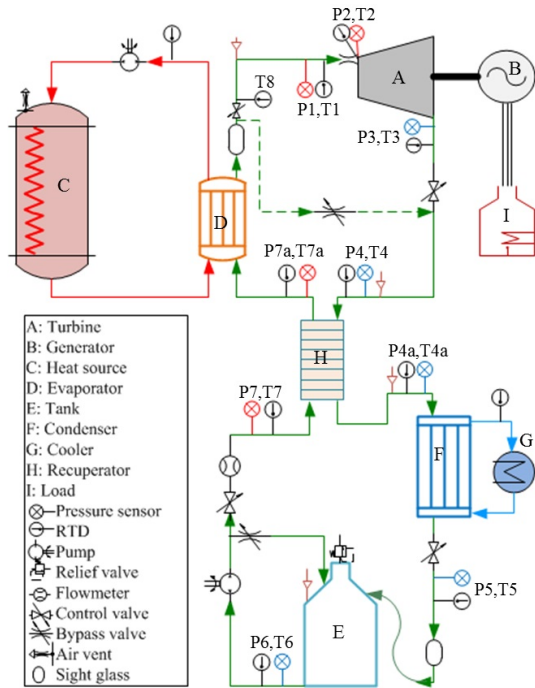 P2,T2
A
B
T8
P1,T1
P3,T3
C
D
I
P7a,T7a
P4,T4
H
P4a,T4a
P7,T7
F
G
E
P5,T5
P6,T6
A: Turbine
B: Generator
C: Heat source
D: Evaporator
E: Tank
F: Condenser
G: Cooler
H: Recuperator
I: Load
Pressure sensor
RTD
Pump
Relief valve
Flowmeter
Control valve
Bypass valve
Air vent
Sight glass